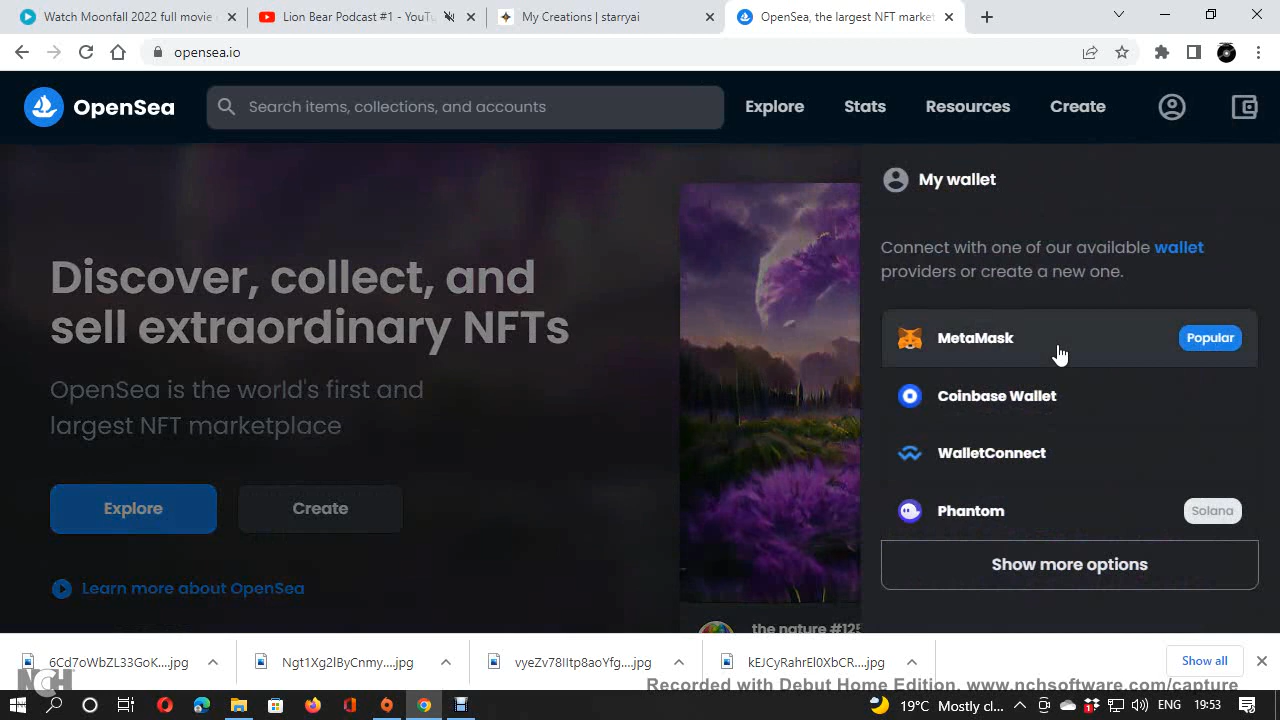 Watch Moonfall 2022 full movie
Lion Bear Podcast #1 - YouTu
My Creations | starryai
OpenSea, the largest NFT market
opensea.io
OpenSea
Search items, collections, and accounts
Explore
Stats
Resources
Create
My wallet
Connect with one of our available wallet
providers or create a new one.
MetaMask
Popular
Coinbase Wallet
WalletConnect
Phantom
Solana
Show more options
Discover, collect, and
sell extraordinary NFTs
OpenSea is the world's first and
largest NFT marketplace
Explore
Create
Learn more about OpenSea
the nature #125
6Cd7oWbZL33GoK....jpg
Ngt1Xg2lByCnmy....jpg
vyeZv78IItp8aoYfg....jpg
kEJCyRahrEl0XbCR....jpg
Show all
NCH
Recorded with Debut Home Edition. www.nchsoftware.com/capture
19°C Mostly cl...
ENG
19:53